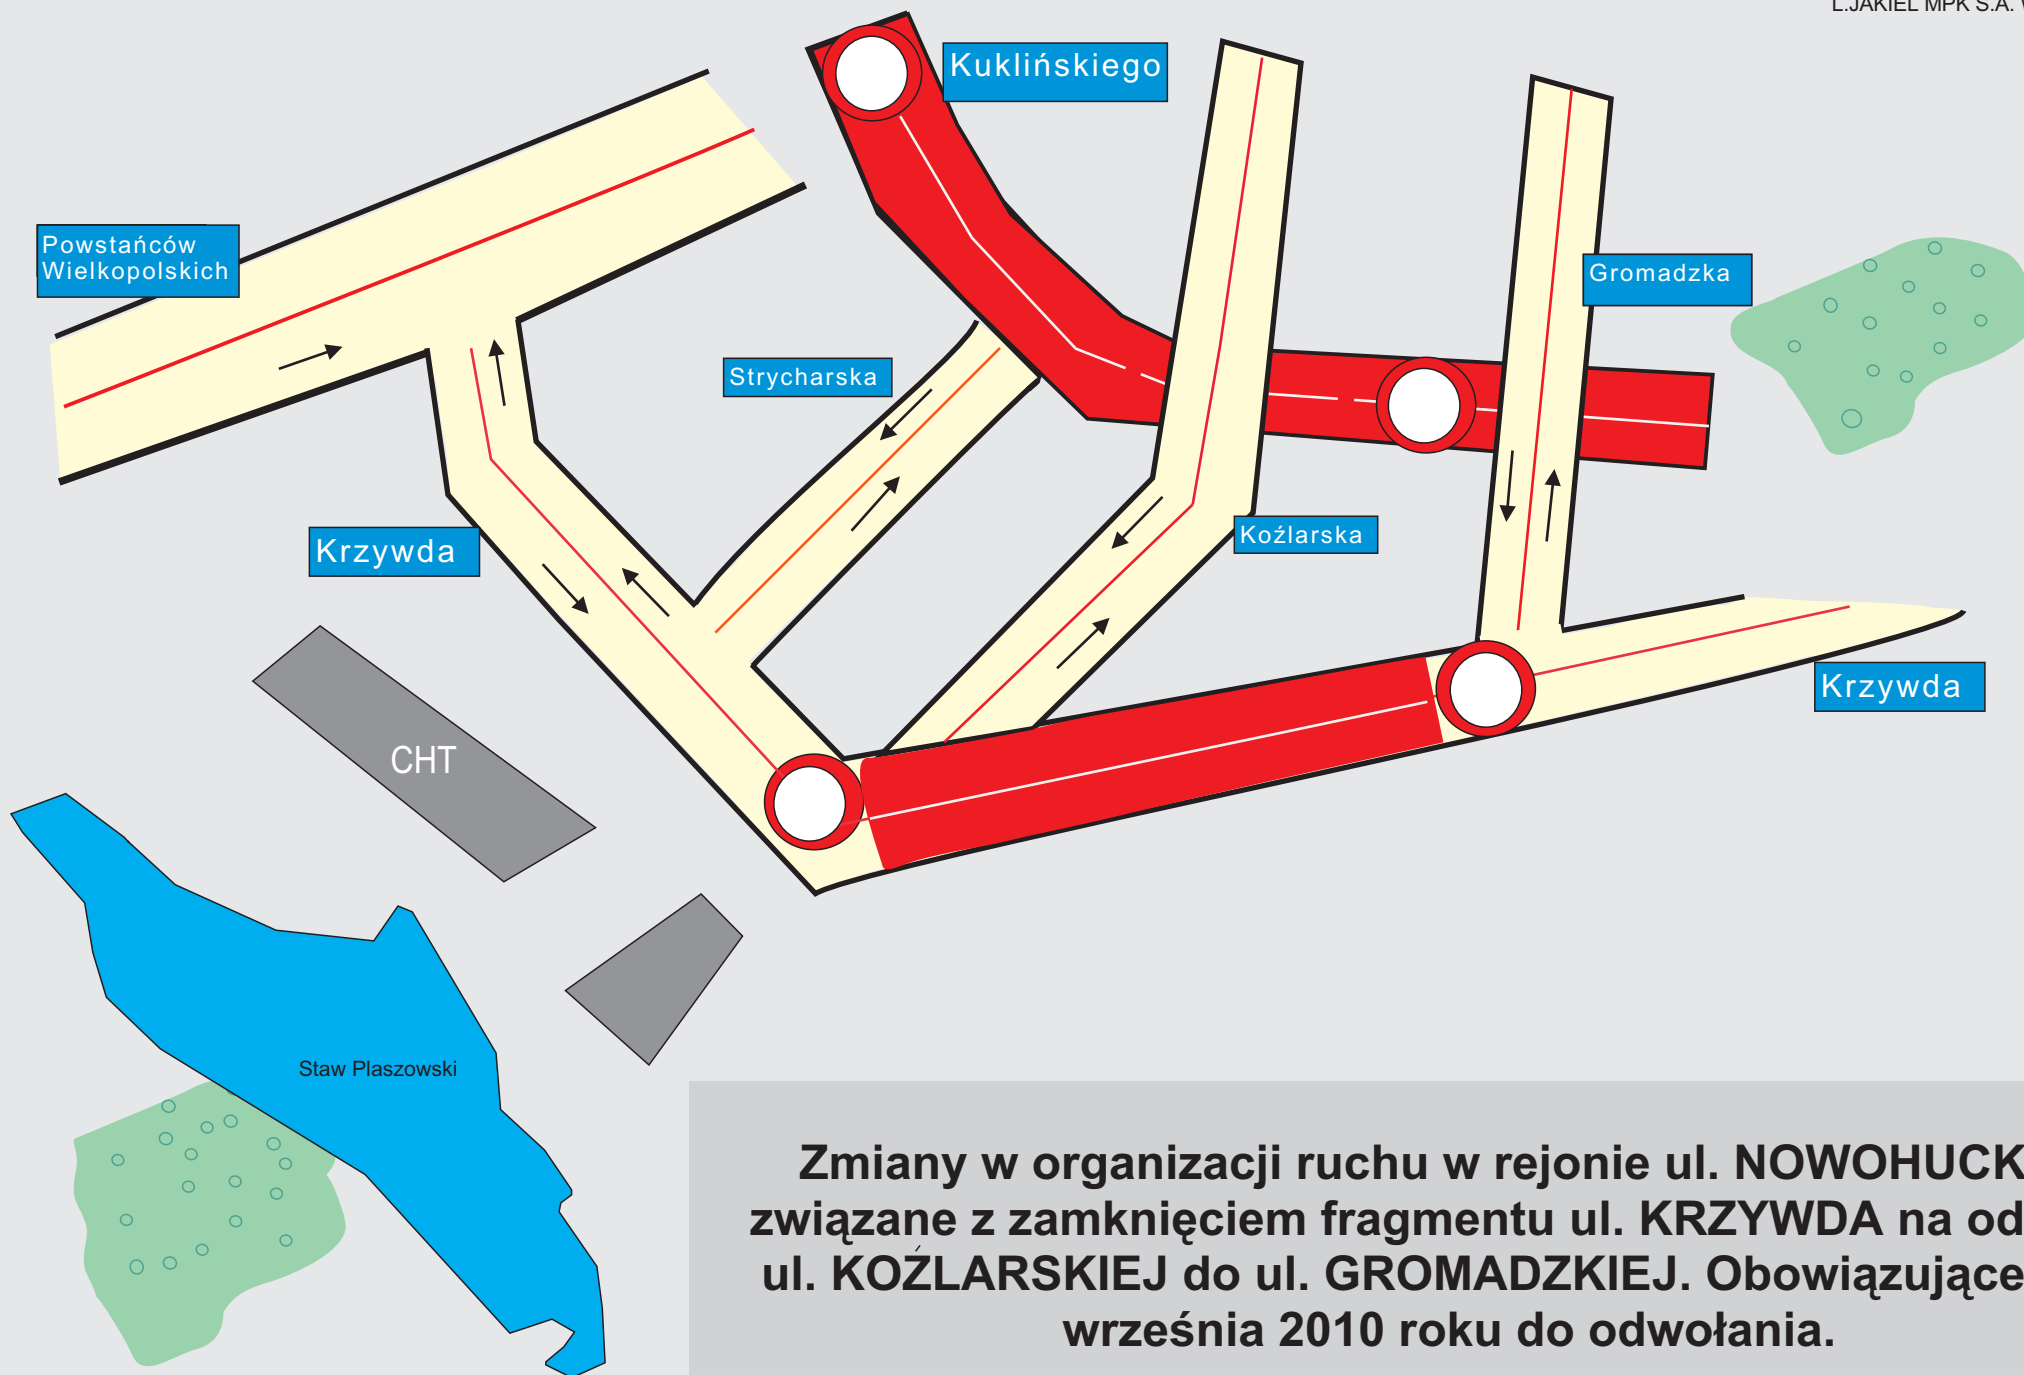 L.JAKIEL MPK S.A.
Kuklińskiego
Powstańców
Wielkopolskich
Gromadzka
Strycharska
Krzywda
Koźlarska
Krzywda
CHT
Staw Plaszowski
Zmiany w organizacji ruchu w rejonie ul. NOWOHUCK
związane z zamknięciem fragmentu ul. KRZYWDA na od
ul. KOŹLARSKIEJ do ul. GROMADZKIEJ. Obowiązujące
września 2010 roku do odwołania.